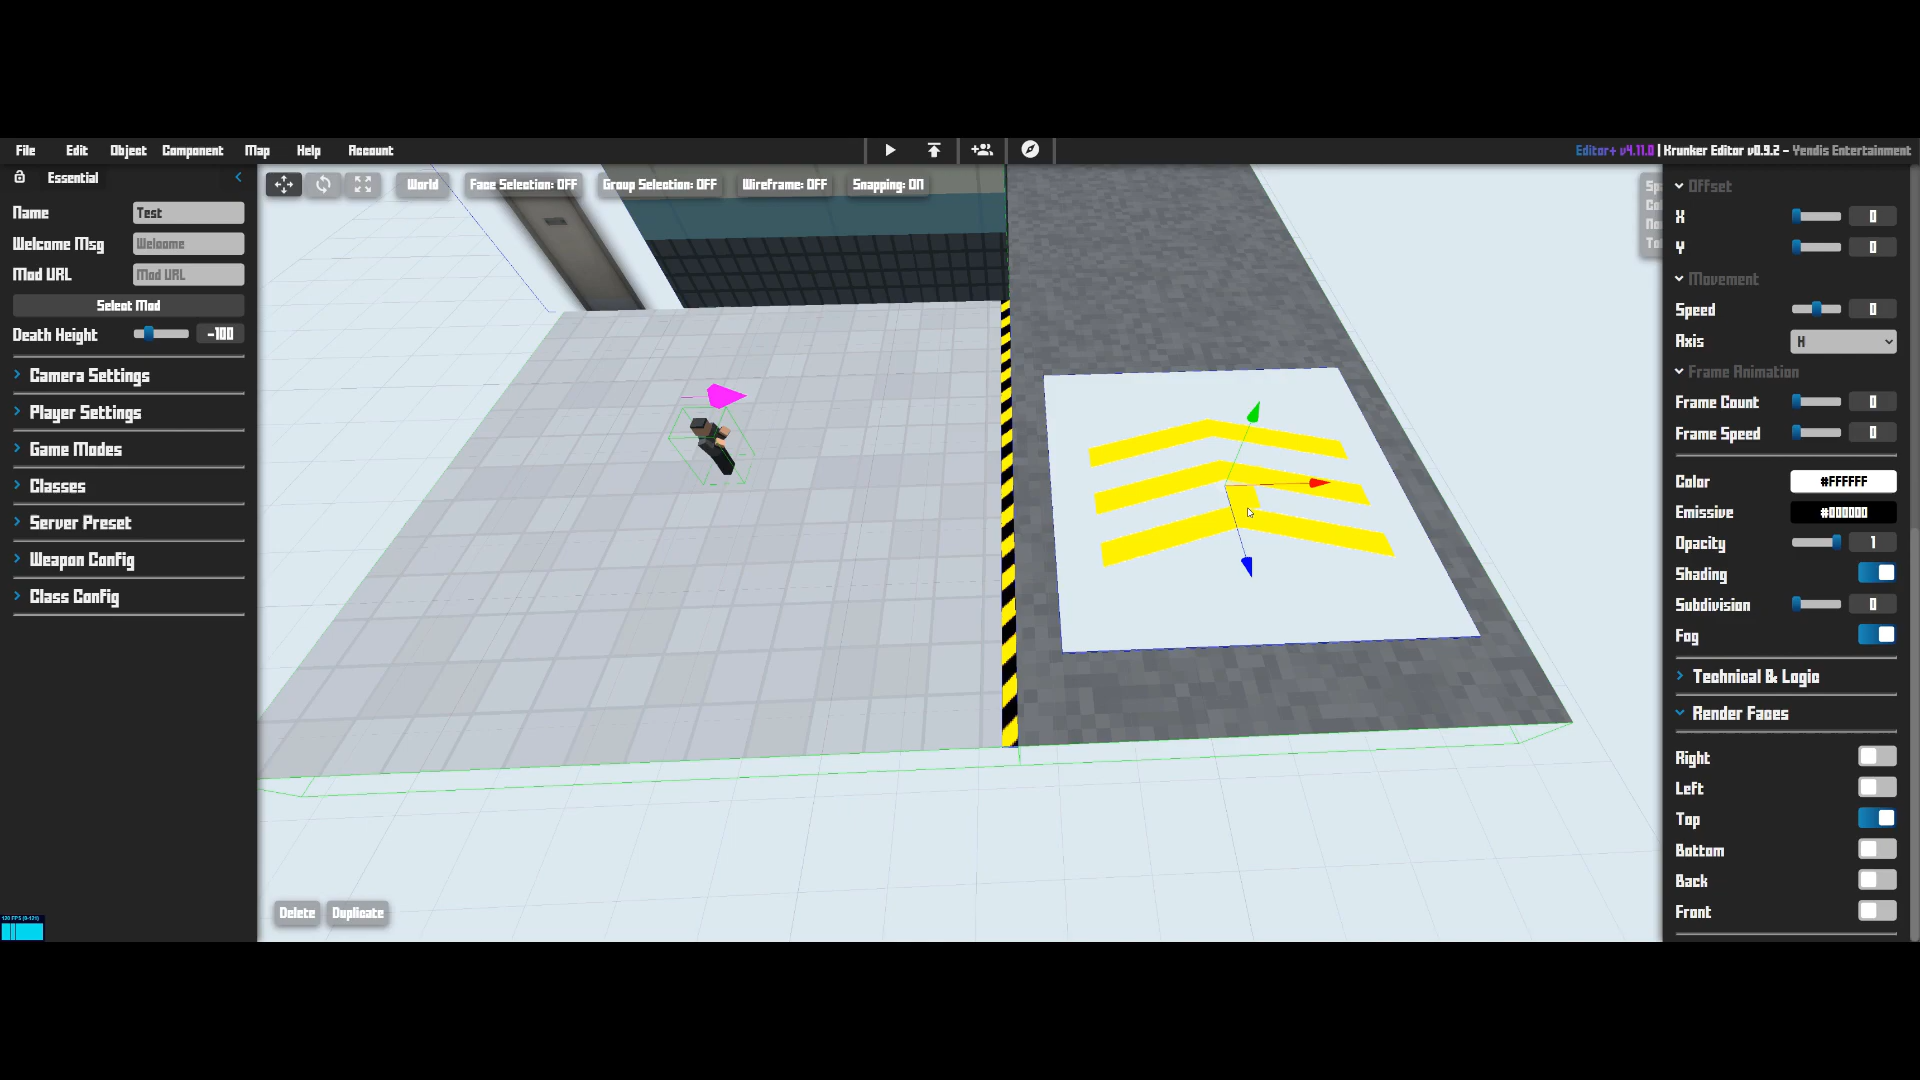 File Edit Object Component Map Help Account
Editor+ v4.11.0 | Krunker Editor v0.9.2 - Yendis Entertainment
Essential
Name Test
Welcome Msg Welcome
Mod URL Mod URL
Select Mod
Death Height -100
Camera Settings
Player Settings
Game Modes
Classes
Server Preset
Weapon Config
Class Config
World Face Selection: OFF Group Selection: OFF Wireframe: OFF Snapping: ON
Delete Duplicate
Offset
X 0
Y 0
Movement
Speed 0
Axis X
Frame Animation
Frame Count 0
Frame Speed 0
Color #FFFFFF
Emissive #000000
Opacity 1
Shading
Subdivision 0
Fog
Technical & Logic
Render Faces
Right
Left
Top
Bottom
Back
Front